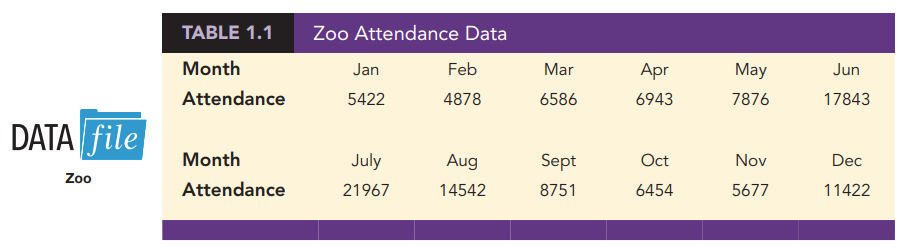 TABLE 1.1 Zoo Attendance Data
Month Jan Feb Mar Apr May Jun
Attendance 5422 4878 6586 6943 7876 17843
DATA file
Zoo
Month July Aug Sept Oct Nov Dec
Attendance 21967 14542 8751 6454 5677 11422